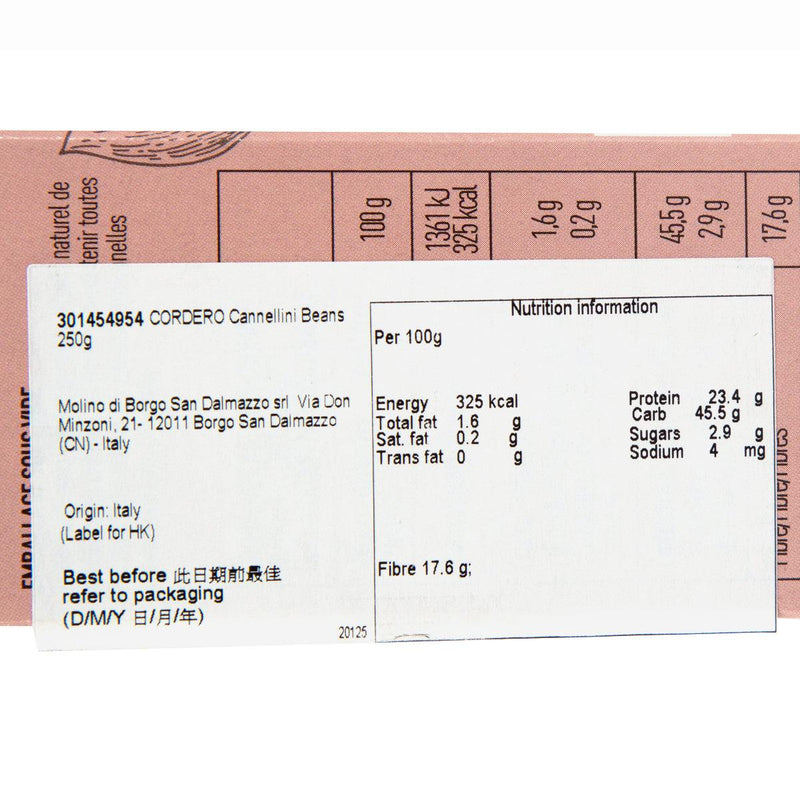 naturel de
tenir toutes
nnelles
100 g
1361 kJ
325 kcal
1,6 g
0,2 g
45,5 g
2,9 g
17,6 g
301454954 CORDERO Cannellini Beans
250g
Molino di Borgo San Dalmazzo srl Via Don
Minzoni, 21- 12011 Borgo San Dalmazzo
(CN) - Italy
Origin: Italy
(Label for HK)
Best before 此日期前最佳
refer to packaging
(D/M/Y 日/月/年)
20125
Nutrition information
Per 100g
Energy 325 kcal
Total fat 1.6 g
Sat. fat 0.2 g
Trans fat 0 g
Protein 23.4 g
Carb 45.5 g
Sugars 2.9 g
Sodium 4 mg
Fibre 17.6 g;
EMBALLAGE SOUS VIDE